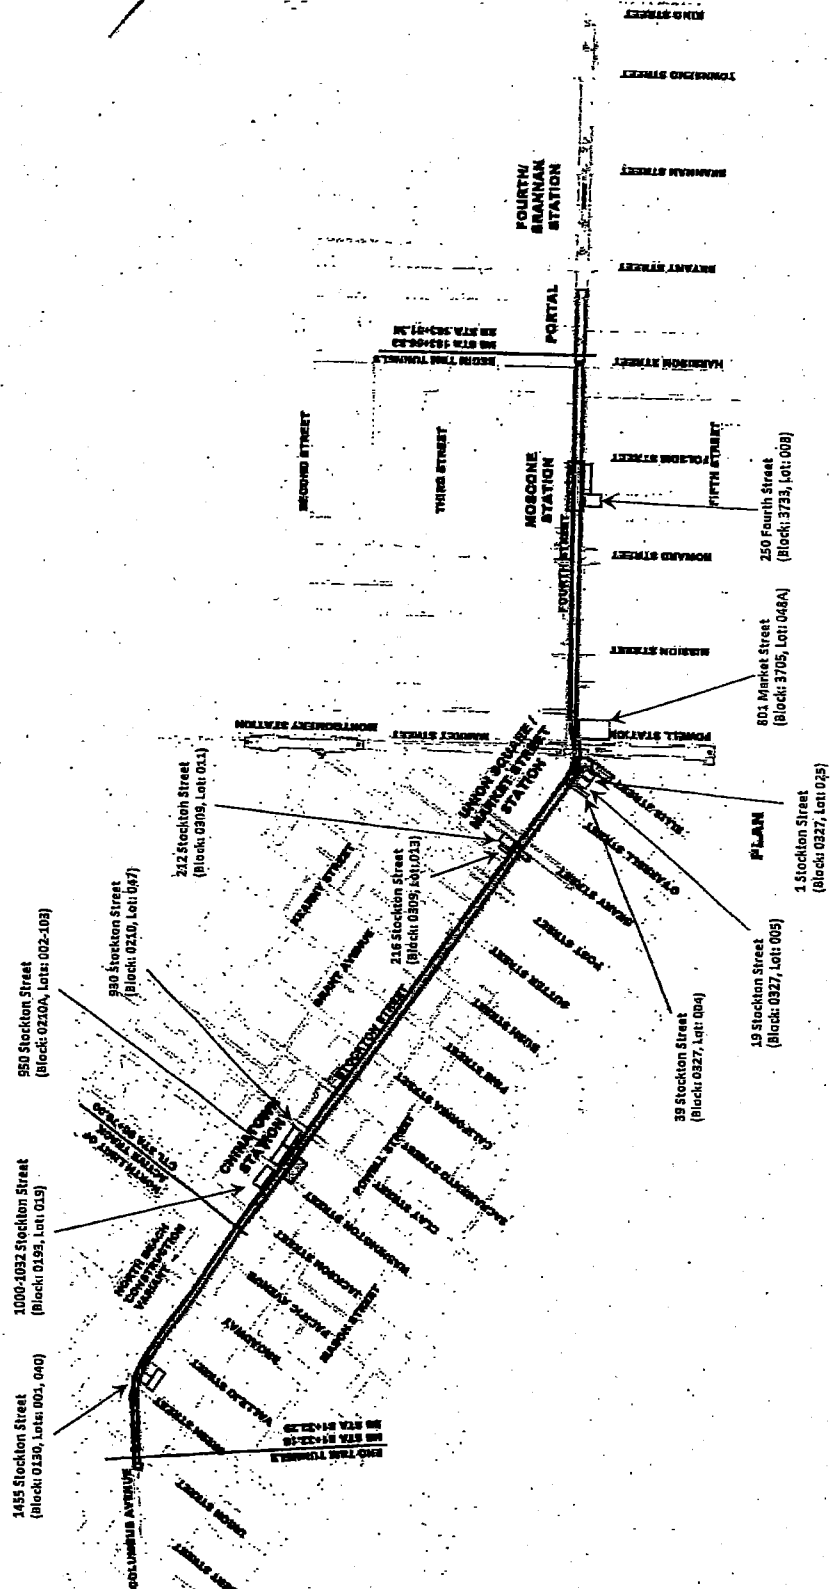 KING STREET
TOWNSEND STREET
BRANNAN STREET
FOURTH/
BRANNAN
STATION
BRYANT STREET
PORTAL
BEGIN TBM TUNNELS
HARRISON STREET
SECOND STREET
THIRD STREET
MOSCONE
STATION
FOLSOM STREET
FIFTH STREET
250 Fourth Street
(Block: 3733, Lot: 008)
FOURTH STREET
HOWARD STREET
MISSION STREET
801 Market Street
(Block: 3705, Lot: 048A)
MONTGOMERY STATION
MARKET STREET
POWELL STATION
UNION SQUARE /
MARKET STREET
STATION
212 Stockton Street
(Block: 0309, Lot: 011)
216 Stockton Street
(Block: 0309, Lot: 013)
ELLIS STREET
O'FARRELL STREET
PLAN
1 Stockton Street
(Block: 0327, Lot: 025)
19 Stockton Street
(Block: 0327, Lot: 005)
39 Stockton Street
(Block: 0327, Lot: 004)
KEARNY STREET
GRANT AVENUE
GEARY STREET
POST STREET
SUTTER STREET
BUSH STREET
PINE STREET
STOCKTON STREET
CALIFORNIA STREET
SACRAMENTO STREET
POWELL STREET
CLAY STREET
930 Stockton Street
(Block: 0210, Lot: 047)
950 Stockton Street
(Block: 0210A, Lots: 002-103)
CHINATOWN
STATION
WASHINGTON STREET
JACKSON STREET
NORTH LIMIT OF
ACTIVE TRACK
1000-1032 Stockton Street
(Block: 0193, Lot: 019)
NORTH BEACH
CONSTRUCTION
VARIANT
PACIFIC AVENUE
MASON STREET
BROADWAY
VALLEJO STREET
GREEN STREET
1455 Stockton Street
(Block: 0130, Lots: 001, 040)
END TBM TUNNELS
COLUMBUS AVENUE
UNION STREET